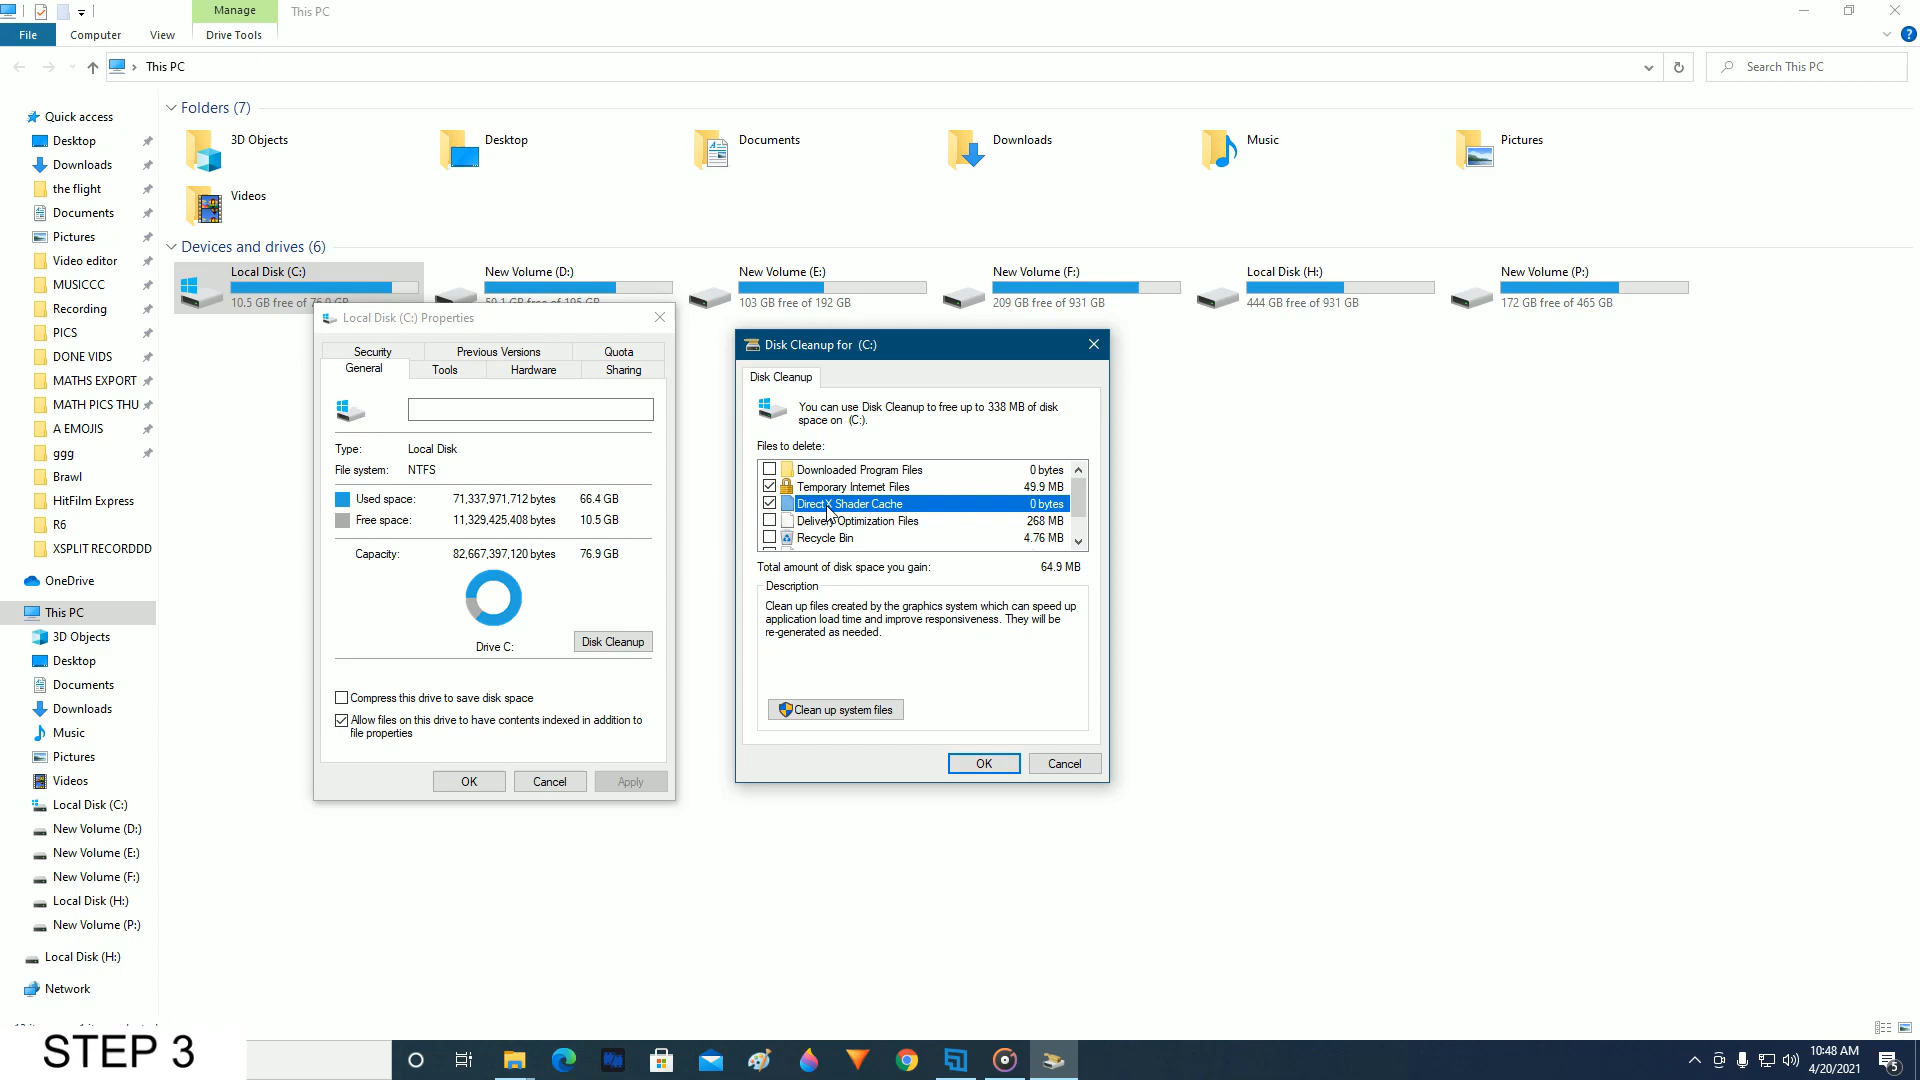 Manage
This PC
File
Computer
View
Drive Tools
This PC
Search This PC
Quick access
Desktop
Downloads
the flight
Documents
Pictures
Video editor
MUSICCC
Recording
PICS
DONE VIDS
MATHS EXPORT
MATH PICS THU
A EMOJIS
ggg
Brawl
HitFilm Express
R6
XSPLIT RECORDDD
OneDrive
This PC
3D Objects
Desktop
Documents
Downloads
Music
Pictures
Videos
Local Disk (C:)
New Volume (D:)
New Volume (E:)
New Volume (F:)
Local Disk (H:)
New Volume (P:)
Local Disk (H:)
Network
Folders (7)
3D Objects
Desktop
Documents
Downloads
Music
Pictures
Videos
Devices and drives (6)
Local Disk (C:)
10.5 GB free of 76.9 GB
New Volume (D:)
59.1 GB free of 195 GB
New Volume (E:)
103 GB free of 192 GB
New Volume (F:)
209 GB free of 931 GB
Local Disk (H:)
444 GB free of 931 GB
New Volume (P:)
172 GB free of 465 GB
Local Disk (C:) Properties
Security
Previous Versions
Quota
General
Tools
Hardware
Sharing
Type: Local Disk
File system: NTFS
Used space: 71,337,971,712 bytes 66.4 GB
Free space: 11,329,425,408 bytes 10.5 GB
Capacity: 82,667,397,120 bytes 76.9 GB
Drive C:
Disk Cleanup
Compress this drive to save disk space
Allow files on this drive to have contents indexed in addition to
file properties
OK
Cancel
Apply
Disk Cleanup for (C:)
Disk Cleanup
You can use Disk Cleanup to free up to 338 MB of disk
space on (C:).
Files to delete:
Downloaded Program Files 0 bytes
Temporary Internet Files 49.9 MB
DirectX Shader Cache 0 bytes
Delivery Optimization Files 268 MB
Recycle Bin 4.76 MB
Total amount of disk space you gain: 64.9 MB
Description
Clean up files created by the graphics system which can speed up
application load time and improve responsiveness. They will be
re-generated as needed.
Clean up system files
OK
Cancel
STEP 3
10:48 AM
4/20/2021
5